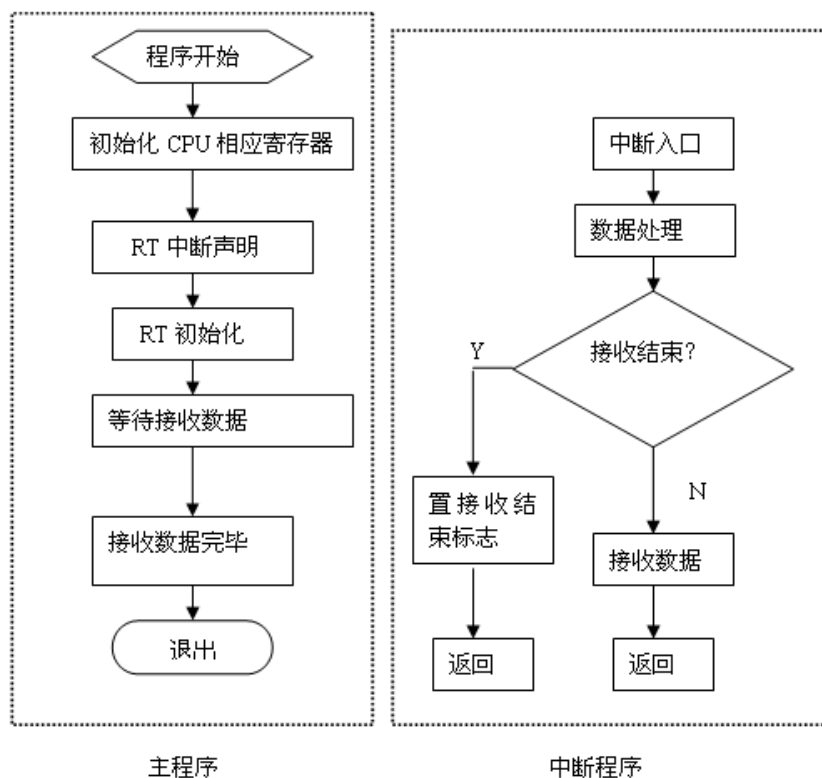 程序开始
初始化 CPU 相应寄存器
RT 中断声明
RT 初始化
等待接收数据
接收数据完毕
退出
主程序
中断入口
数据处理
接收结束?
Y
N
置接收结
束标志
接收数据
返回
返回
中断程序